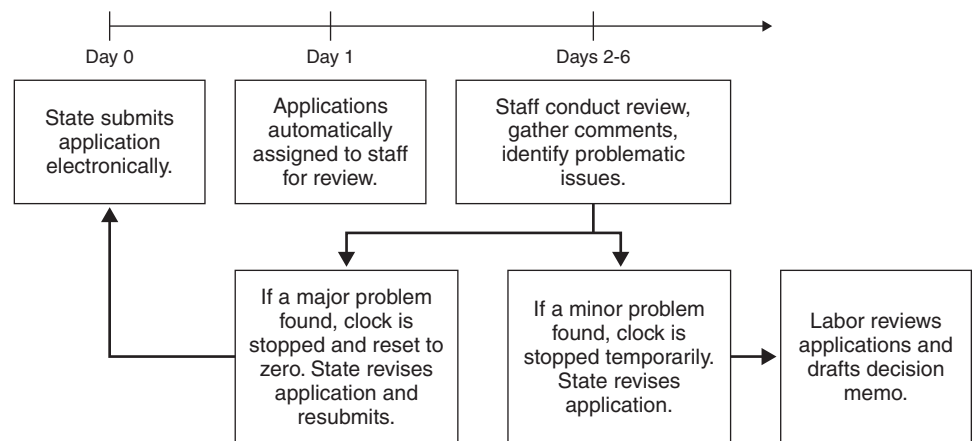 Day 0
Day 1
Days 2-6
State submits
application
electronically.
Applications
automatically
assigned to staff
for review.
Staff conduct review,
gather comments,
identify problematic
issues.
If a major problem
found, clock is
stopped and reset to
zero. State revises
application and
resubmits.
If a minor problem
found, clock is
stopped temporarily.
State revises
application.
Labor reviews
applications and
drafts decision
memo.